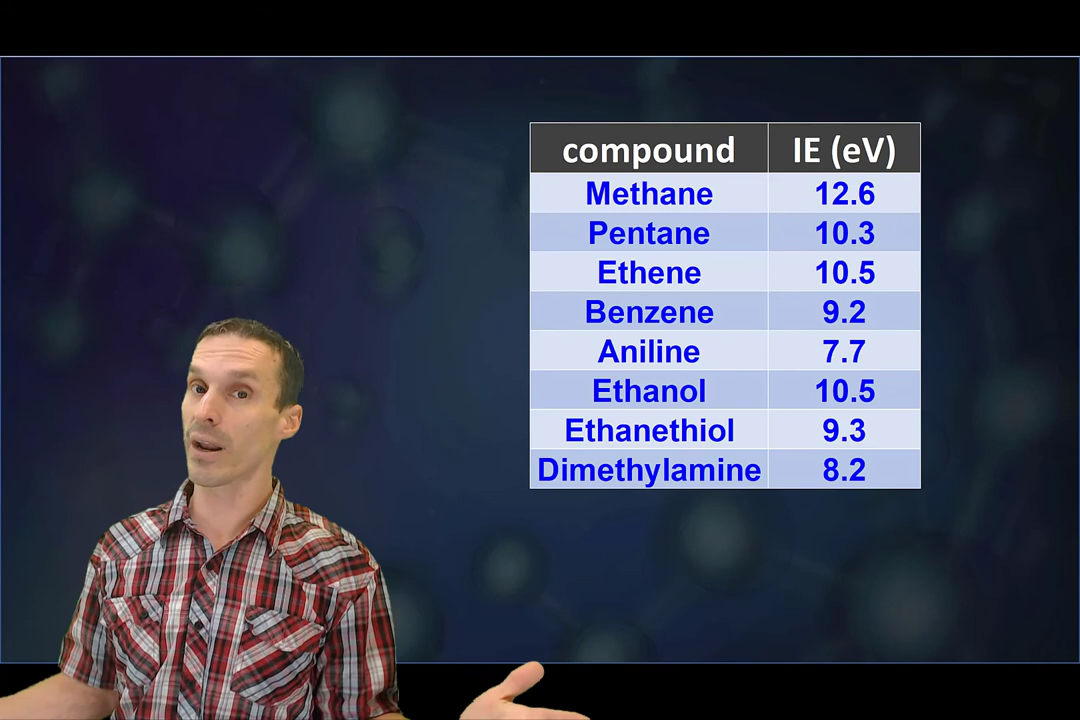 compound IE (eV)
Methane 12.6
Pentane 10.3
Ethene 10.5
Benzene 9.2
Aniline 7.7
Ethanol 10.5
Ethanethiol 9.3
Dimethylamine 8.2